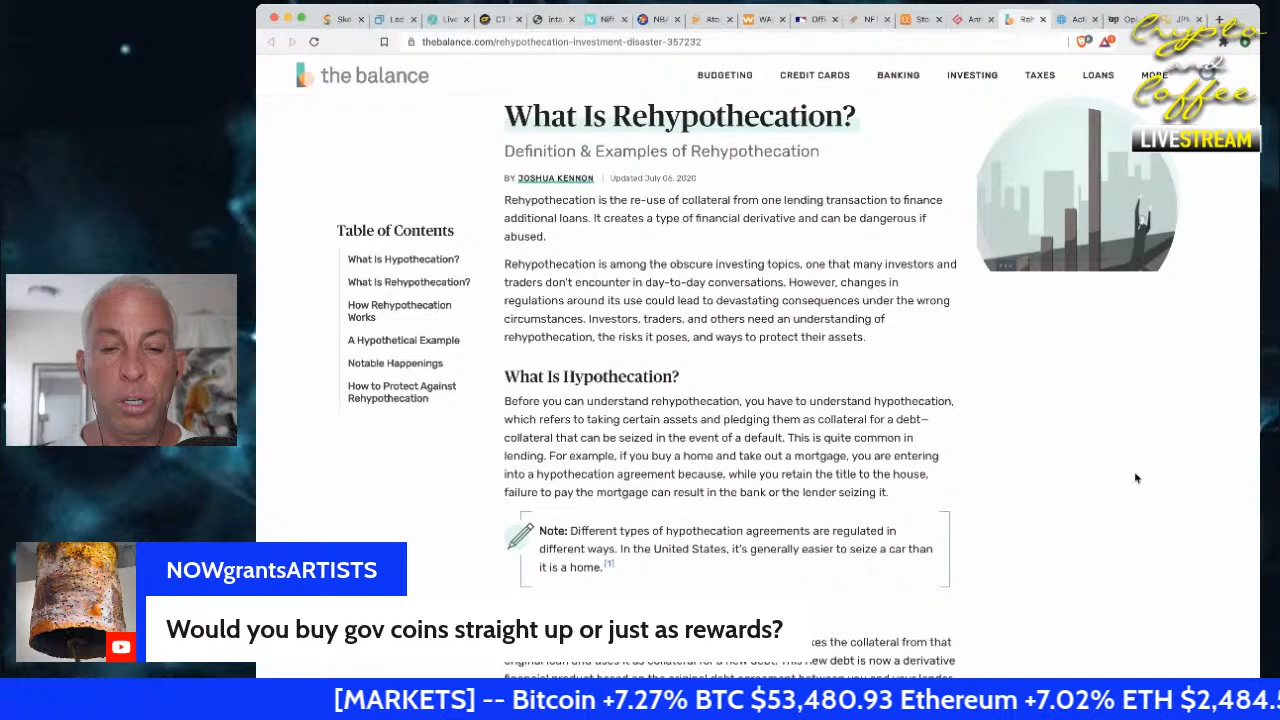 thebalance.com/rehypothecation-investment-disaster-357232
the balance
BUDGETING CREDIT CARDS BANKING INVESTING TAXES LOANS MORE
Crypto
and
Coffee
LIVESTREAM
What Is Rehypothecation?
Definition & Examples of Rehypothecation
BY JOSHUA KENNON | Updated July 06, 2020
Rehypothecation is the re-use of collateral from one lending transaction to finance
additional loans. It creates a type of financial derivative and can be dangerous if
abused.
Table of Contents
What Is Hypothecation?
What Is Rehypothecation?
How Rehypothecation
Works
A Hypothetical Example
Notable Happenings
How to Protect Against
Rehypothecation
Rehypothecation is among the obscure investing topics, one that many investors and
traders don't encounter in day-to-day conversations. However, changes in
regulations around its use could lead to devastating consequences under the wrong
circumstances. Investors, traders, and others need an understanding of
rehypothecation, the risks it poses, and ways to protect their assets.
What Is Hypothecation?
Before you can understand rehypothecation, you have to understand hypothecation,
which refers to taking certain assets and pledging them as collateral for a debt—
collateral that can be seized in the event of a default. This is quite common in
lending. For example, if you buy a home and take out a mortgage, you are entering
into a hypothecation agreement because, while you retain the title to the house,
failure to pay the mortgage can result in the bank or the lender seizing it.
Note: Different types of hypothecation agreements are regulated in
different ways. In the United States, it's generally easier to seize a car than
it is a home.[1]
NOWgrantsARTISTS
Would you buy gov coins straight up or just as rewards?
the collateral from that
[MARKETS] -- Bitcoin +7.27% BTC $53,480.93 Ethereum +7.02% ETH $2,484.